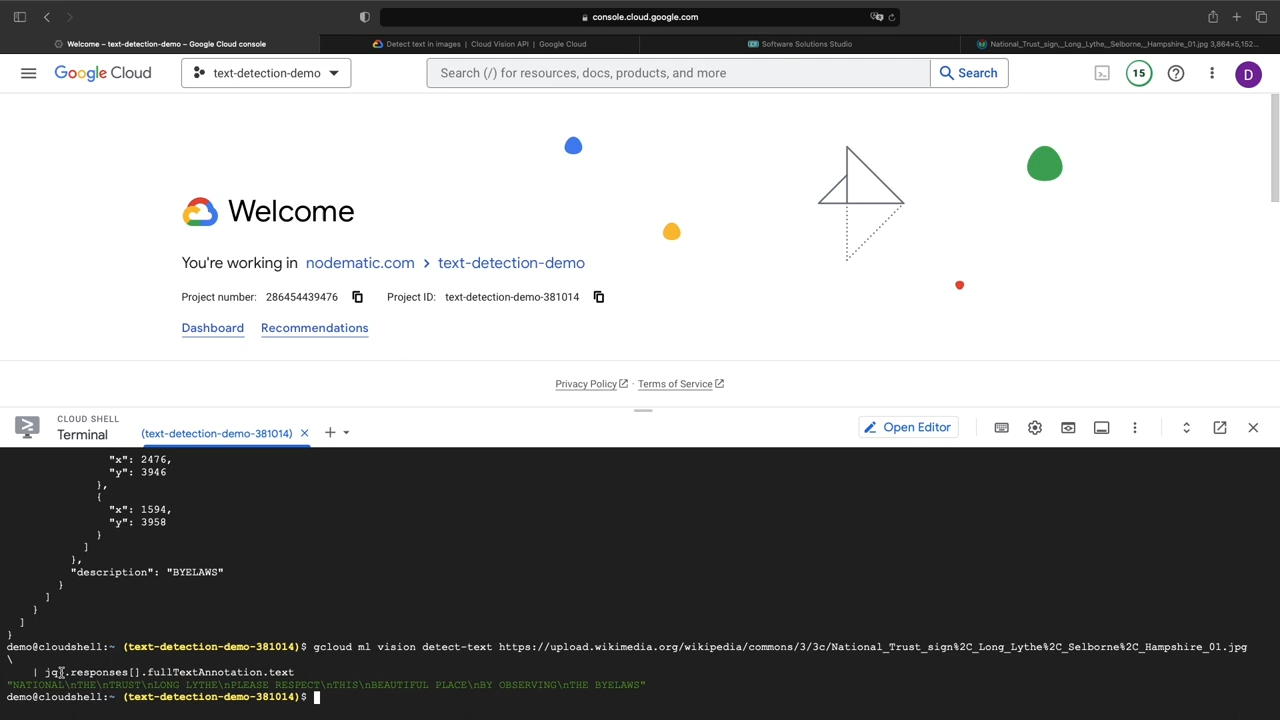 console.cloud.google.com
Welcome – text-detection-demo – Google Cloud console
Detect text in images | Cloud Vision API | Google Cloud
Software Solutions Studio
National_Trust_sign,_Long_Lythe,_Selborne,_Hampshire_01.jpg 3,864×5,152...
Google Cloud
text-detection-demo
Search (/) for resources, docs, products, and more
Search
15
D
Welcome
You're working in nodematic.com > text-detection-demo
Project number: 286454439476 Project ID: text-detection-demo-381014
Dashboard Recommendations
Privacy Policy · Terms of Service
CLOUD SHELL
Terminal
(text-detection-demo-381014)
Open Editor
"x": 2476,
"y": 3946
},
{
"x": 1594,
"y": 3958
}
]
},
"description": "BYELAWS"
}
]
}
]
}
demo@cloudshell:~ (text-detection-demo-381014)$ gcloud ml vision detect-text https://upload.wikimedia.org/wikipedia/commons/3/3c/National_Trust_sign%2C_Long_Lythe%2C_Selborne%2C_Hampshire_01.jpg
\
| jq .responses[].fullTextAnnotation.text
"NATIONAL\nTHE\nTRUST\nLONG LYTHE\nPLEASE RESPECT\nTHIS\nBEAUTIFUL PLACE\nBY OBSERVING\nTHE BYELAWS"
demo@cloudshell:~ (text-detection-demo-381014)$